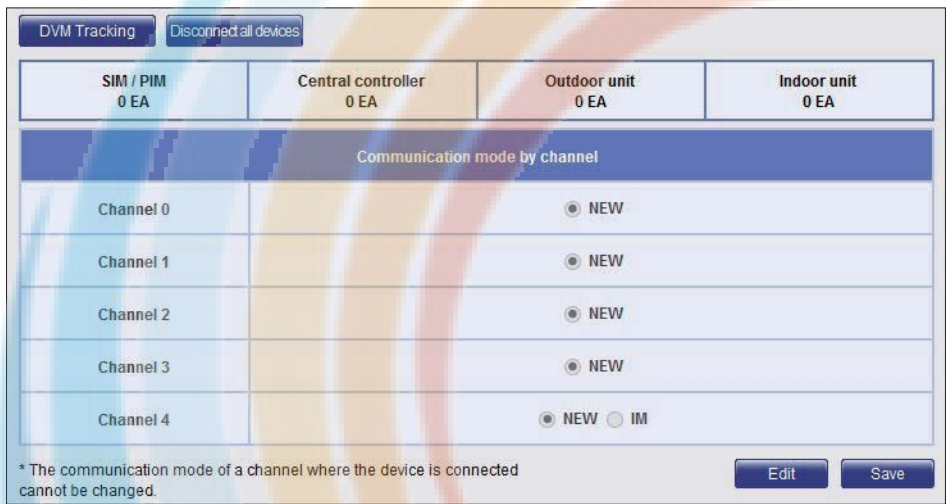 DVM Tracking Disconnect all devices
SIM / PIM Central controller Outdoor unit Indoor unit
0 EA 0 EA 0 EA 0 EA
Communication mode by channel
Channel 0 NEW
Channel 1 NEW
Channel 2 NEW
Channel 3 NEW
Channel 4 NEW IM
* The communication mode of a channel where the device is connected
cannot be changed.
Edit Save